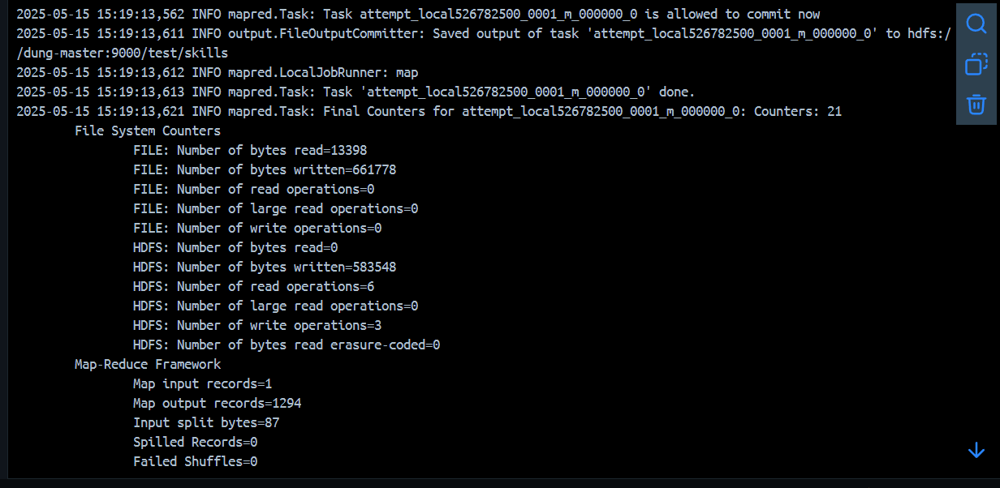 2025-05-15 15:19:13,562 INFO mapred.Task: Task attempt_local526782500_0001_m_000000_0 is allowed to commit now
2025-05-15 15:19:13,611 INFO output.FileOutputCommitter: Saved output of task 'attempt_local526782500_0001_m_000000_0' to hdfs:/
/dung-master:9000/test/skills
2025-05-15 15:19:13,612 INFO mapred.LocalJobRunner: map
2025-05-15 15:19:13,613 INFO mapred.Task: Task 'attempt_local526782500_0001_m_000000_0' done.
2025-05-15 15:19:13,621 INFO mapred.Task: Final Counters for attempt_local526782500_0001_m_000000_0: Counters: 21
File System Counters
FILE: Number of bytes read=13398
FILE: Number of bytes written=661778
FILE: Number of read operations=0
FILE: Number of large read operations=0
FILE: Number of write operations=0
HDFS: Number of bytes read=0
HDFS: Number of bytes written=583548
HDFS: Number of read operations=6
HDFS: Number of large read operations=0
HDFS: Number of write operations=3
HDFS: Number of bytes read erasure-coded=0
Map-Reduce Framework
Map input records=1
Map output records=1294
Input split bytes=87
Spilled Records=0
Failed Shuffles=0